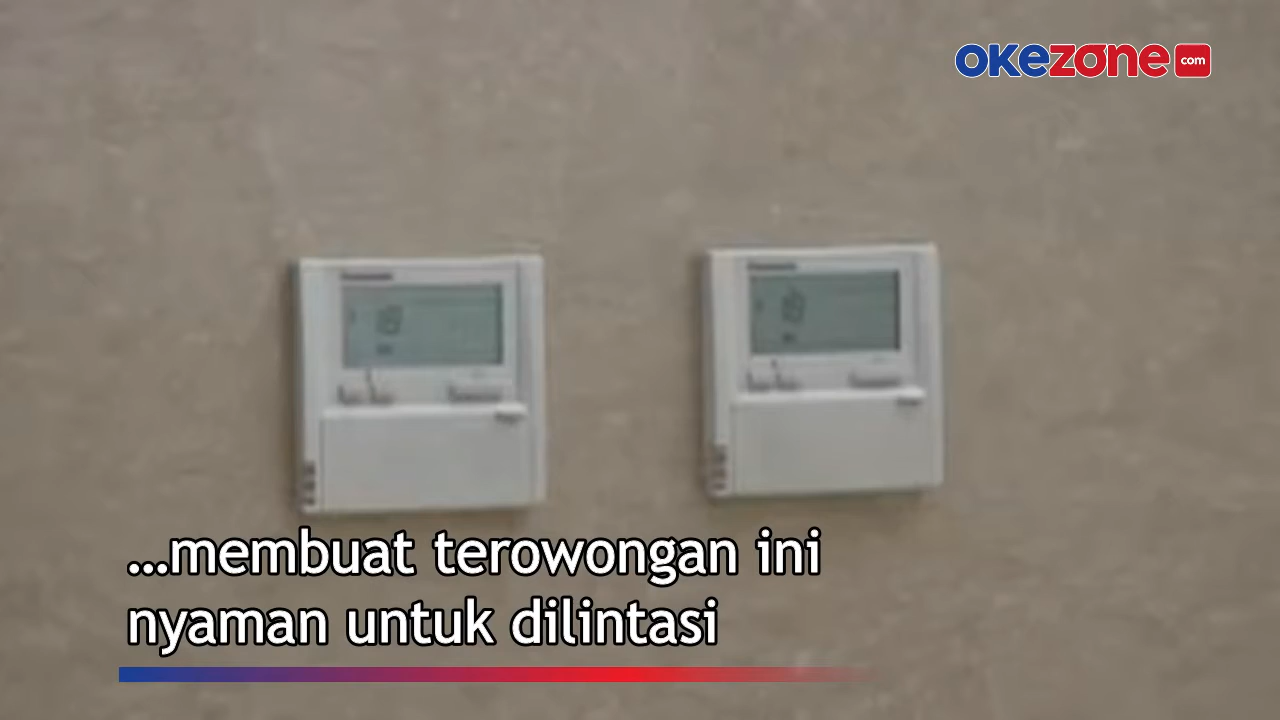 okezone.com
...membuat terowongan ini
nyaman untuk dilintasi